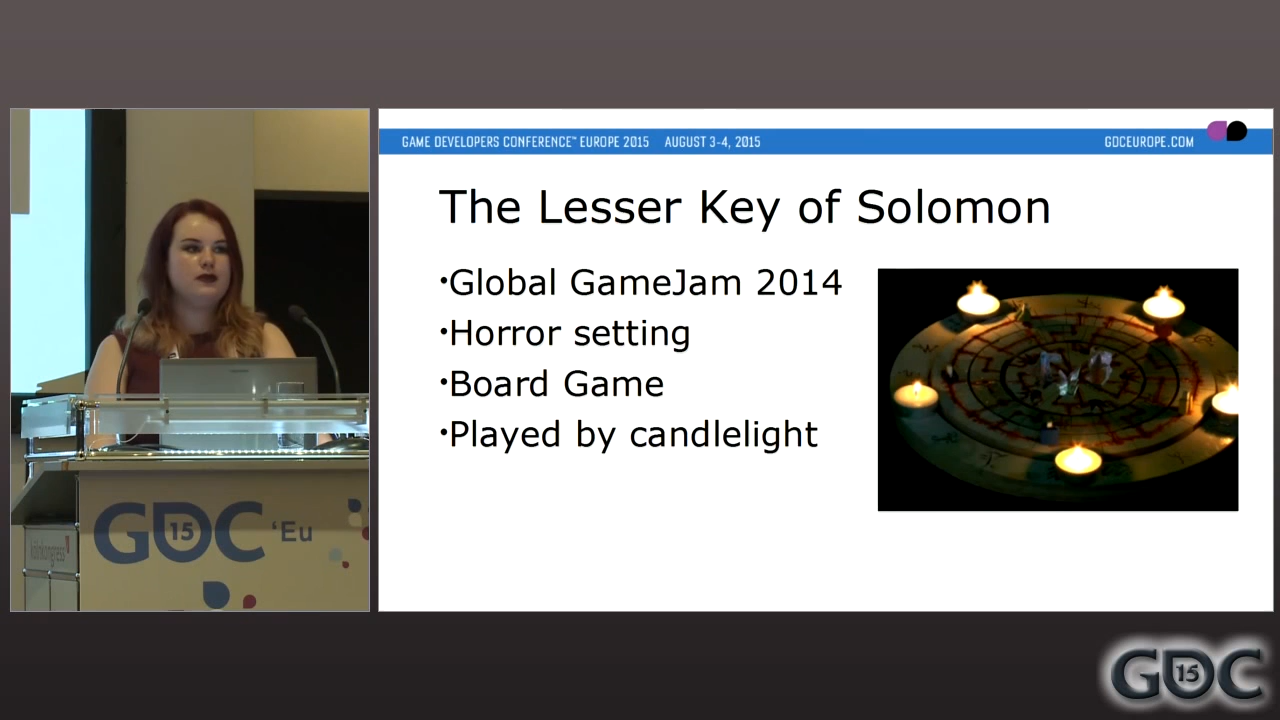 GAME DEVELOPERS CONFERENCE™ EUROPE 2015 AUGUST 3-4, 2015
GDCEUROPE.COM
The Lesser Key of Solomon
•Global GameJam 2014
•Horror setting
•Board Game
•Played by candlelight
GDC 15 ‘Eu
koelnkongress
GDC 15